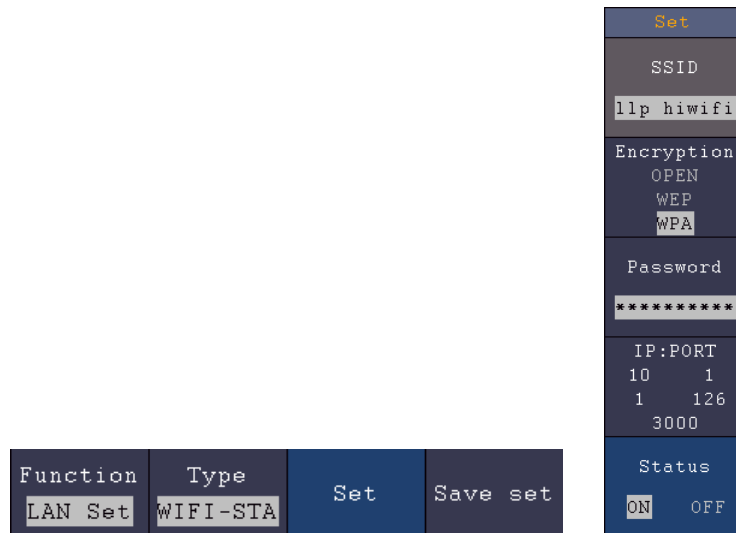 Set
SSID
llp hiwifi
Encryption
OPEN
WEP
WPA
Password
**********
IP:PORT
10 1
1 126
3000
Status
ON OFF
Function Type Set Save set
LAN Set WIFI-STA